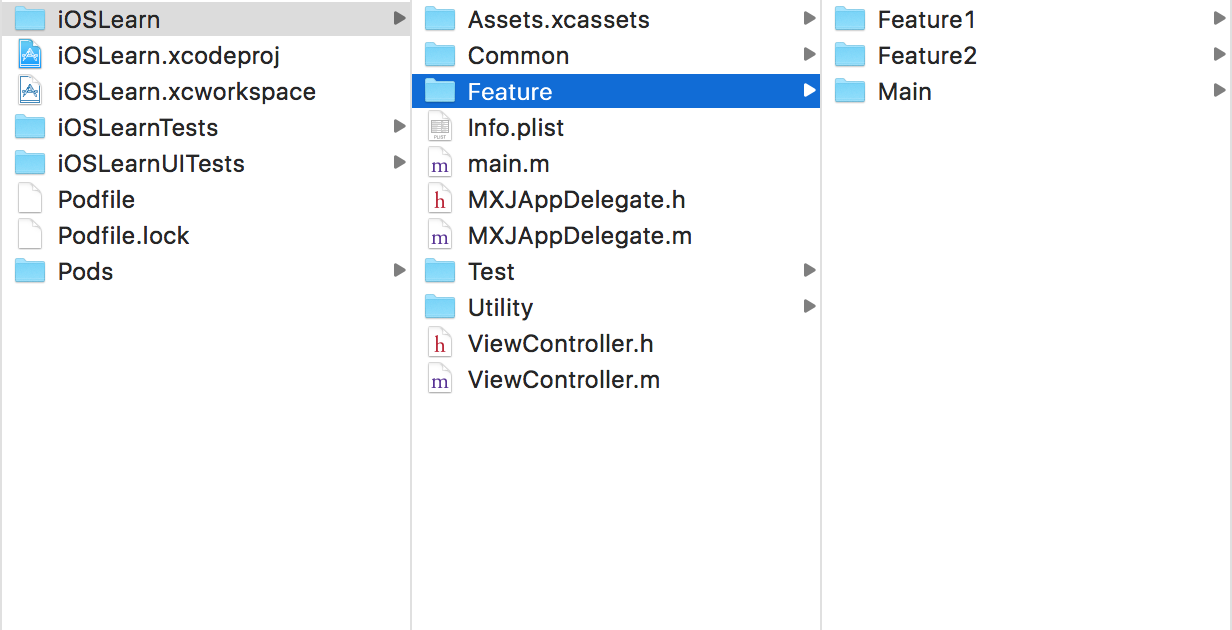 iOSLearn
iOSLearn.xcodeproj
iOSLearn.xcworkspace
iOSLearnTests
iOSLearnUITests
Podfile
Podfile.lock
Pods
Assets.xcassets
Common
Feature
Info.plist
main.m
MXJAppDelegate.h
MXJAppDelegate.m
Test
Utility
ViewController.h
ViewController.m
Feature1
Feature2
Main
PLIST
m
h
m
h
m